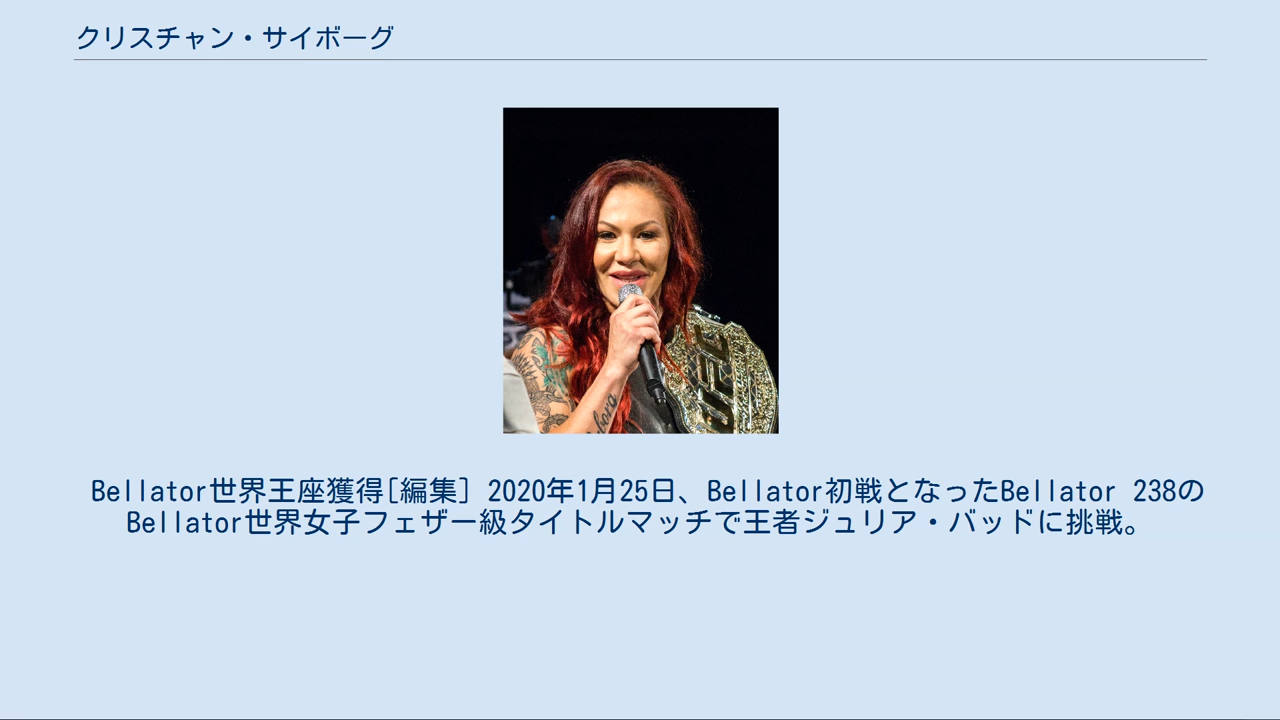 クリスチャン・サイボーグ
UFC
yborg
Bellator世界王座獲得[編集] 2020年1月25日、Bellator初戦となったBellator 238の
Bellator世界女子フェザー級タイトルマッチで王者ジュリア・バッドに挑戦。